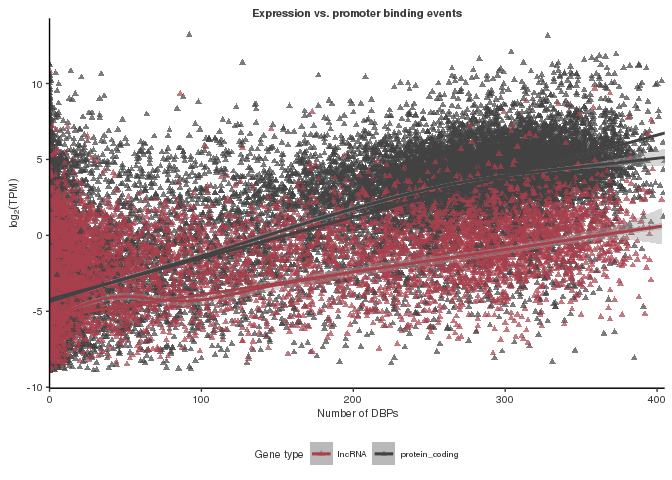 Expression vs. promoter binding events
log2(TPM)
10
5
0
-5
-10
0 100 200 300 400
Number of DBPs
Gene type lncRNA protein_coding